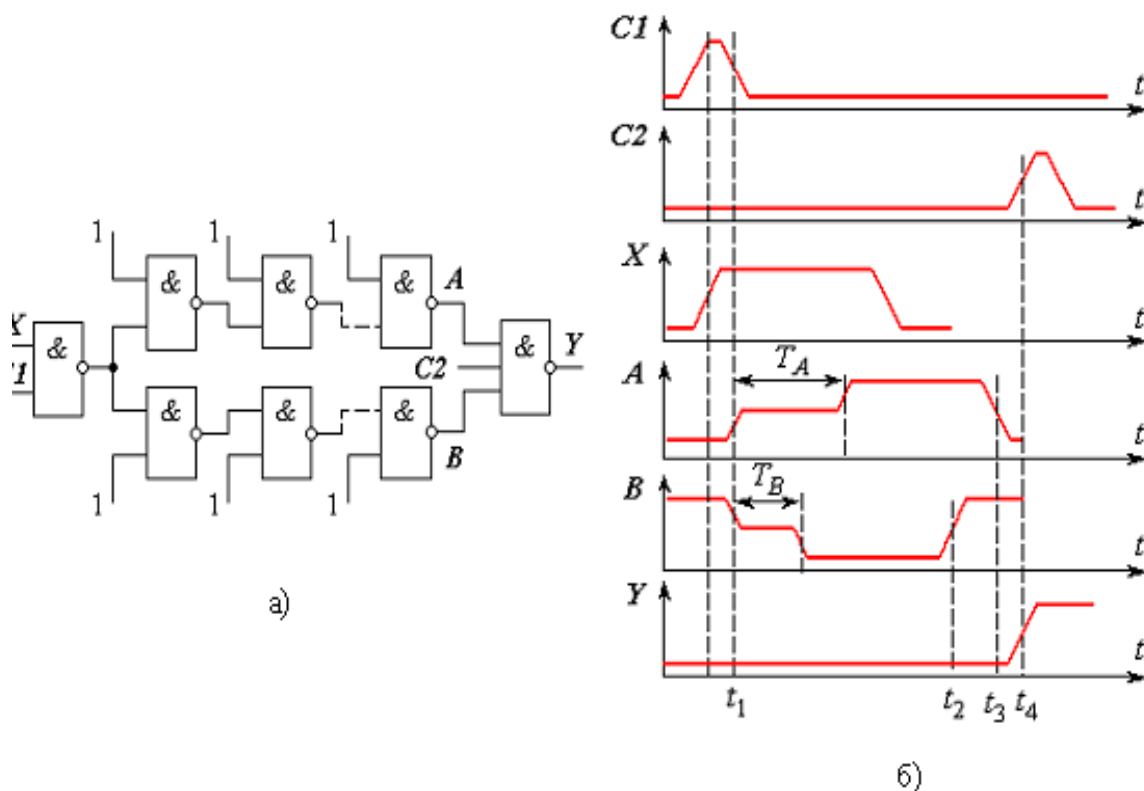 1 1 1
& & & A
X & & Y
C2
& & & B
1 1 1
а)
C1 t
C2 t
X t
A T_A t
B T_B t
Y t
t1 t2 t3 t4
б)